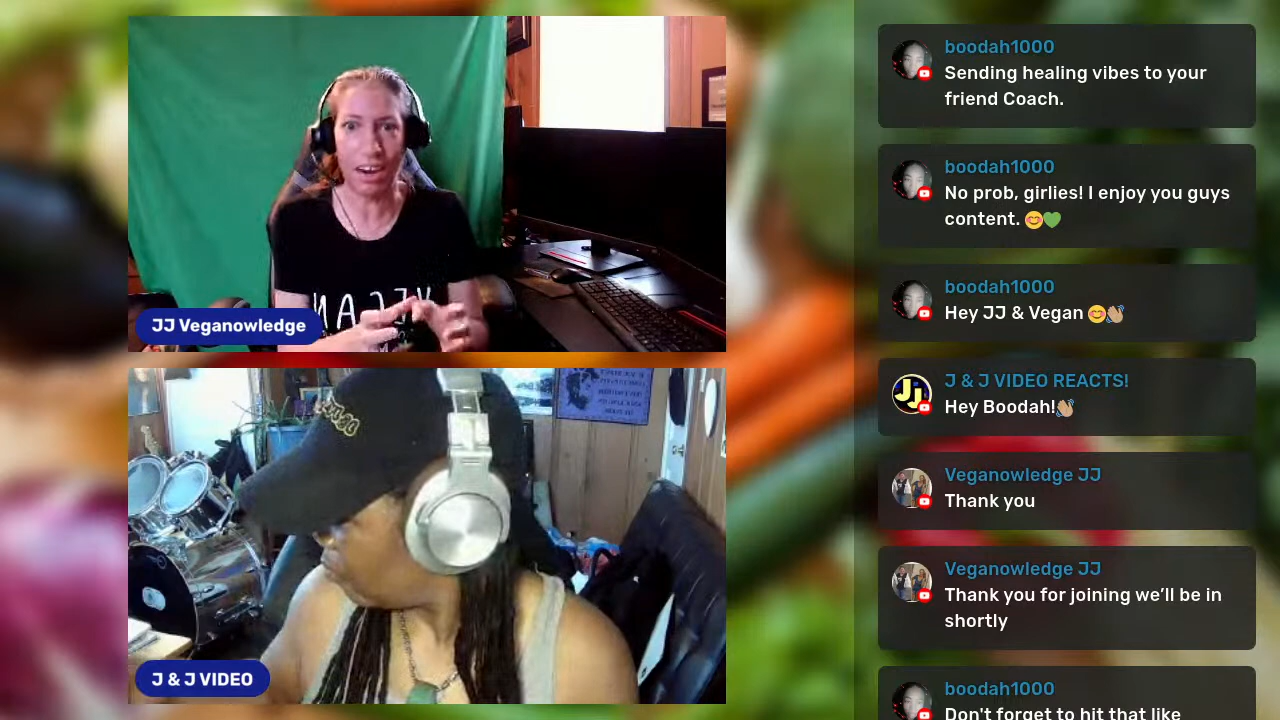 JJ Veganowledge
J & J VIDEO
boodah1000
Sending healing vibes to your
friend Coach.
boodah1000
No prob, girlies! I enjoy you guys
content. 😊💚
boodah1000
Hey JJ & Vegan 😊👋🏼
J & J VIDEO REACTS!
Hey Boodah!👋🏼
Veganowledge JJ
Thank you
Veganowledge JJ
Thank you for joining we’ll be in
shortly
boodah1000
Don't forget to hit that like